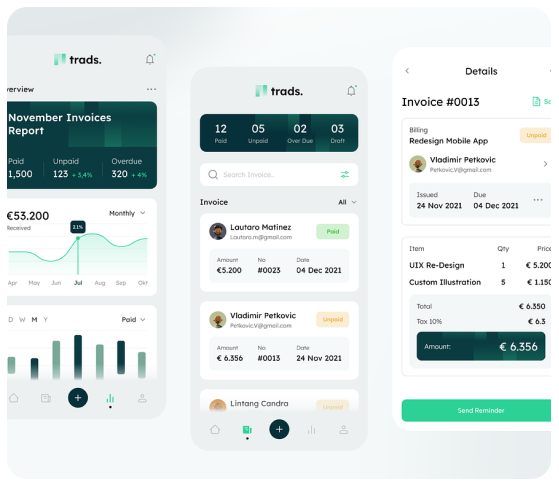 trads.
verview
November Invoices
Report
Paid Unpaid Overdue
1,500 123 + 3,4% 320 + 4%
€53.200
Received
Monthly
2.1%
Apr May Jun Jul Aug Sep Okt
D W M Y
Paid
trads.
12 05 02 03
Paid Unpaid Over Due Draft
Search Invoice..
Invoice
All
Lautaro Matinez
Lautaro.m@gmail.com
Paid
Amount No. Date
€5.200 #0023 04 Dec 2021
Vladimir Petkovic
Petkovic.V@gmail.com
Unpaid
Amount No. Date
€ 6.356 #0013 24 Nov 2021
Lintang Candra
Unpaid
Details
Invoice #0013
Billing
Redesign Mobile App
Unpaid
Vladimir Petkovic
Petkovic.V@gmail.com
Issued Due
24 Nov 2021 04 Dec 2021
Item Qty Price
UIX Re-Design 1 € 5.200
Custom Illustration 5 € 1.150
Total € 6.350
Tax 10% € 6.3
Amount: € 6.356
Send Reminder